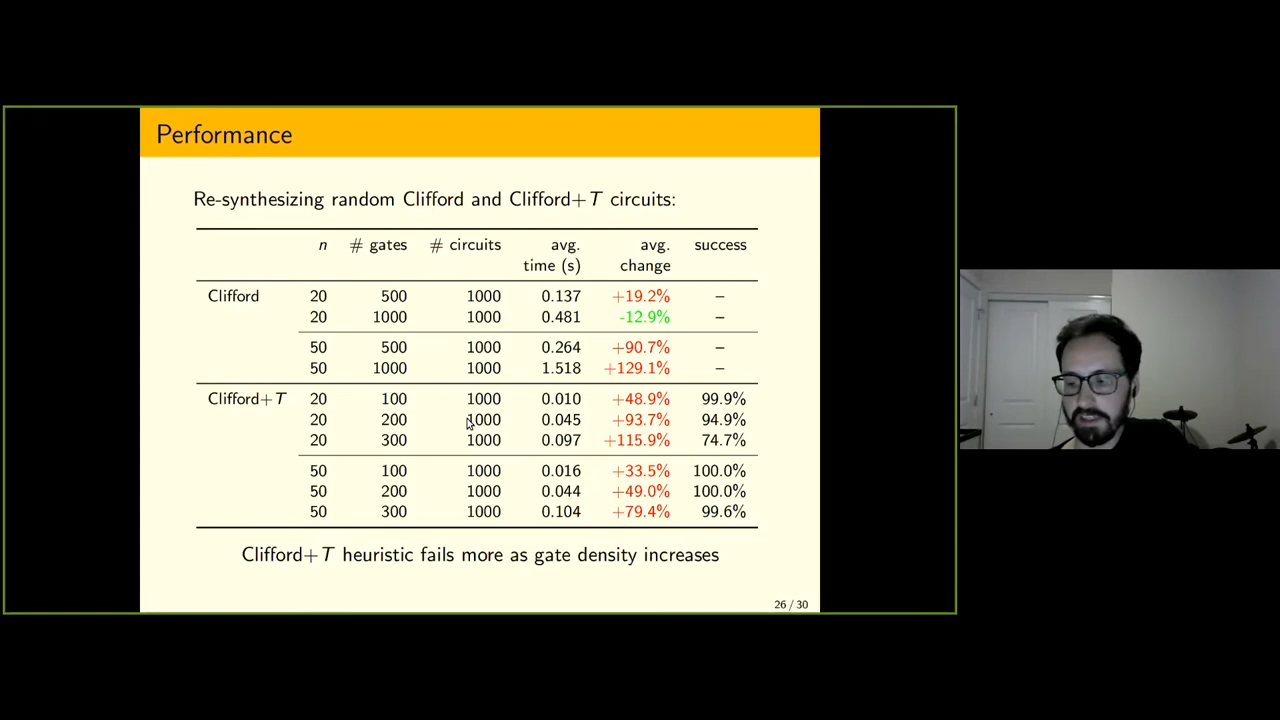 Performance
Re-synthesizing random Clifford and Clifford+T circuits:
n # gates # circuits avg. time (s) avg. change success
Clifford 20 500 1000 0.137 +19.2% –
20 1000 1000 0.481 -12.9% –
50 500 1000 0.264 +90.7% –
50 1000 1000 1.518 +129.1% –
Clifford+T 20 100 1000 0.010 +48.9% 99.9%
20 200 1000 0.045 +93.7% 94.9%
20 300 1000 0.097 +115.9% 74.7%
50 100 1000 0.016 +33.5% 100.0%
50 200 1000 0.044 +49.0% 100.0%
50 300 1000 0.104 +79.4% 99.6%
Clifford+T heuristic fails more as gate density increases
26 / 30